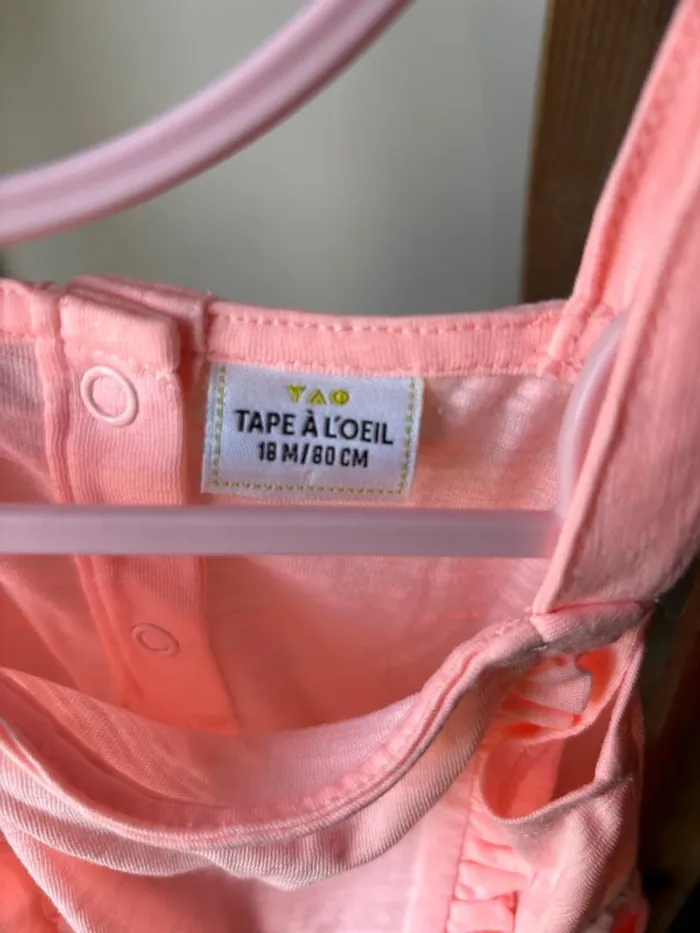 TAO
TAPE À L'OEIL
18 M/80 CM